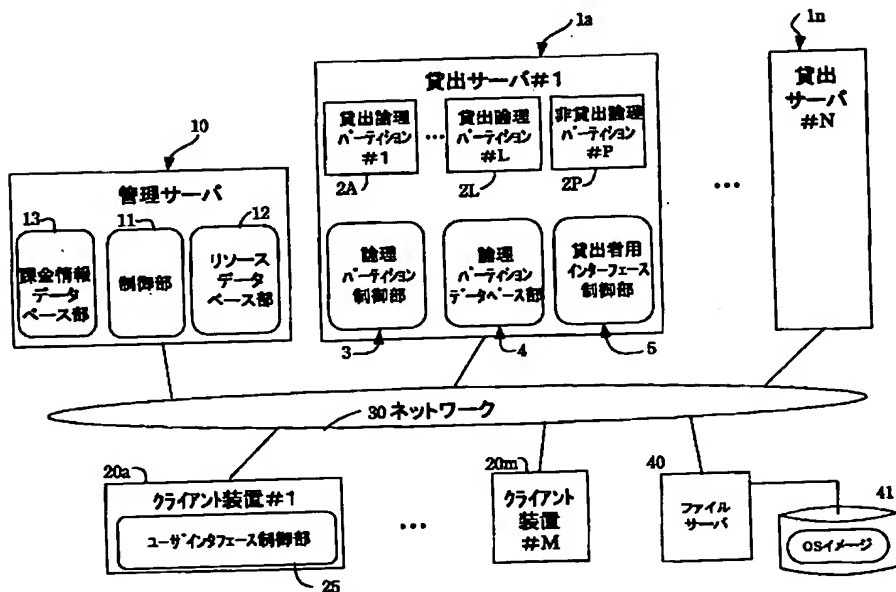 1a
1n
貸出サーバ#1
貸出論理
パーティション
#1
2A
…
貸出論理
パーティション
#L
2L
非貸出論理
パーティション
#P
2P
論理
パーティション
制御部
3
論理
パーティション
データベース部
4
貸出者用
インターフェース
制御部
5
…
貸出
サーバ
#N
10
管理サーバ
13
課金情報
データ
ベース部
11
制御部
12
リソース
データ
ベース部
30 ネットワーク
20a
クライアント装置#1
ユーザインタフェース制御部
25
…
20m
クライアント
装置
#M
40
ファイル
サーバ
41
OSイメージ